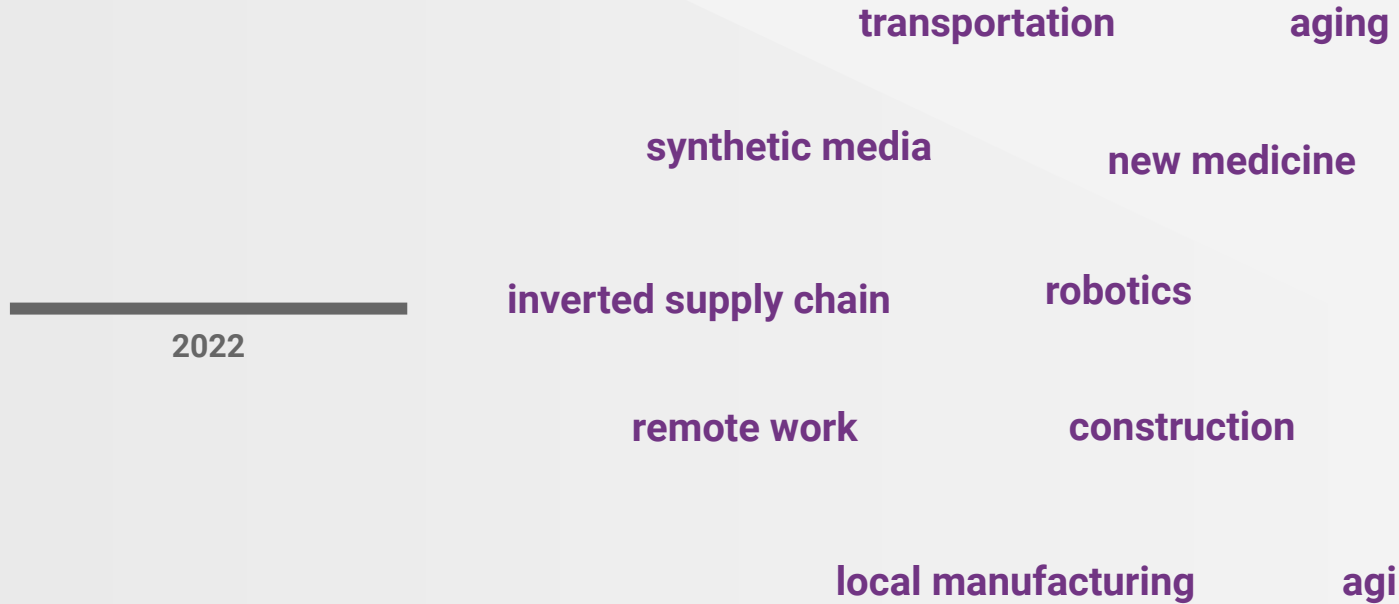 transportation
aging
synthetic media
new medicine
inverted supply chain
robotics
2022
remote work
construction
local manufacturing
agi